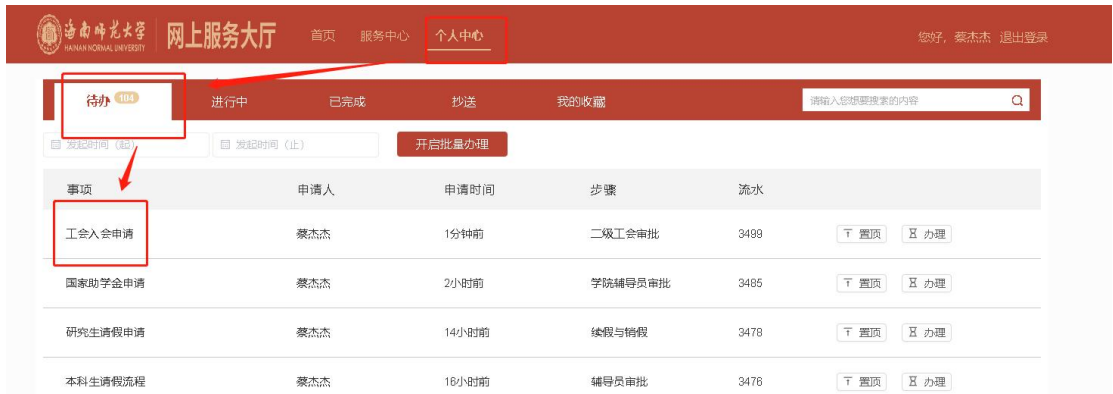 海南师范大学 网上服务大厅 首页 服务中心 个人中心 您好，蔡杰杰 退出登录
HAINAN NORMAL UNIVERSITY
待办 104 进行中 已完成 抄送 我的收藏 请输入您想要搜索的内容
发起时间（起） 发起时间（止） 开启批量办理
事项 申请人 申请时间 步骤 流水
工会入会申请 蔡杰杰 1分钟前 二级工会审批 3499 置顶 办理
国家助学金申请 蔡杰杰 2小时前 学院辅导员审批 3485 置顶 办理
研究生请假申请 蔡杰杰 14小时前 续假与销假 3478 置顶 办理
本科生请假流程 蔡杰杰 16小时前 辅导员审批 3476 置顶 办理